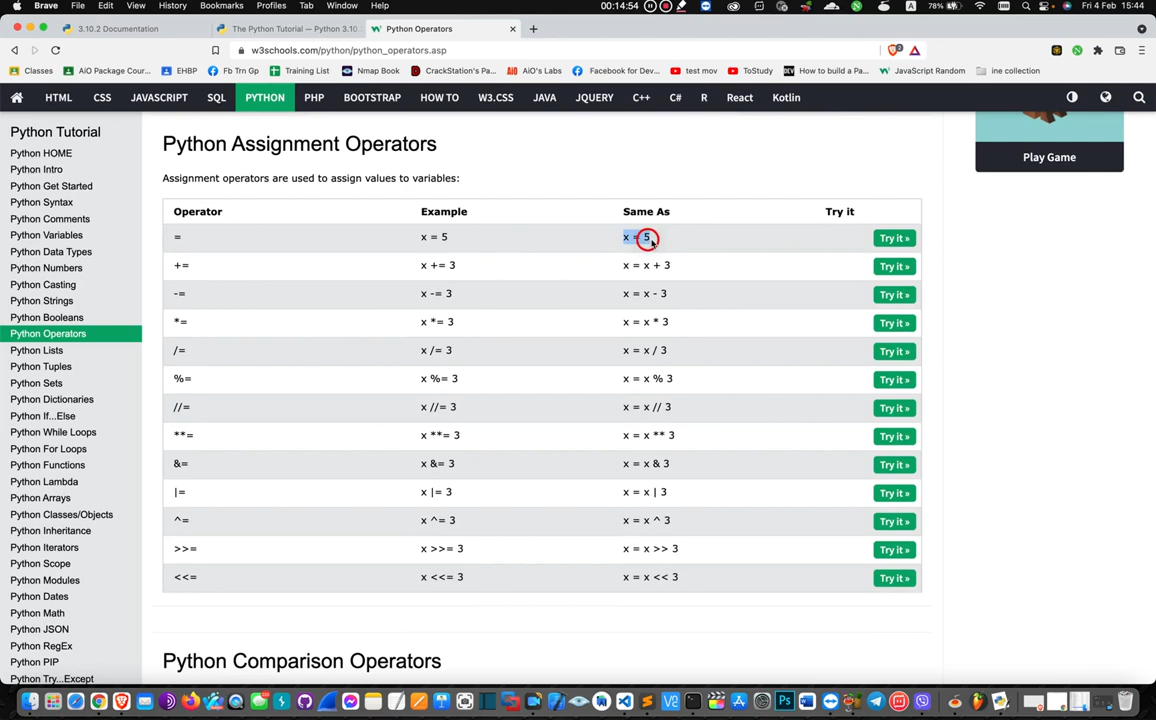 Brave File Edit View History Bookmarks Profiles Tab Window Help 00:14:54 78% Fri 4 Feb 15:44
3.10.2 Documentation
The Python Tutorial — Python 3.10.
Python Operators
w3schools.com/python/python_operators.asp
Classes AiO Package Cour... EHBP Fb Trn Gp Training List Nmap Book CrackStation's Pa... AiO's Labs Facebook for Dev... test mov ToStudy How to build a Pa... JavaScript Random ine collection
HTML CSS JAVASCRIPT SQL PYTHON PHP BOOTSTRAP HOW TO W3.CSS JAVA JQUERY C++ C# R React Kotlin
Python Tutorial
Python HOME
Python Intro
Python Get Started
Python Syntax
Python Comments
Python Variables
Python Data Types
Python Numbers
Python Casting
Python Strings
Python Booleans
Python Operators
Python Lists
Python Tuples
Python Sets
Python Dictionaries
Python If...Else
Python While Loops
Python For Loops
Python Functions
Python Lambda
Python Arrays
Python Classes/Objects
Python Inheritance
Python Iterators
Python Scope
Python Modules
Python Dates
Python Math
Python JSON
Python RegEx
Python PIP
Python Try...Except
Python Assignment Operators
Assignment operators are used to assign values to variables:
Operator Example Same As Try it
= x = 5 x = 5 Try it »
+= x += 3 x = x + 3 Try it »
-= x -= 3 x = x - 3 Try it »
*= x *= 3 x = x * 3 Try it »
/= x /= 3 x = x / 3 Try it »
%= x %= 3 x = x % 3 Try it »
//= x //= 3 x = x // 3 Try it »
**= x **= 3 x = x ** 3 Try it »
&= x &= 3 x = x & 3 Try it »
|= x |= 3 x = x | 3 Try it »
^= x ^= 3 x = x ^ 3 Try it »
>>= x >>= 3 x = x >> 3 Try it »
<<= x <<= 3 x = x << 3 Try it »
Python Comparison Operators
Play Game